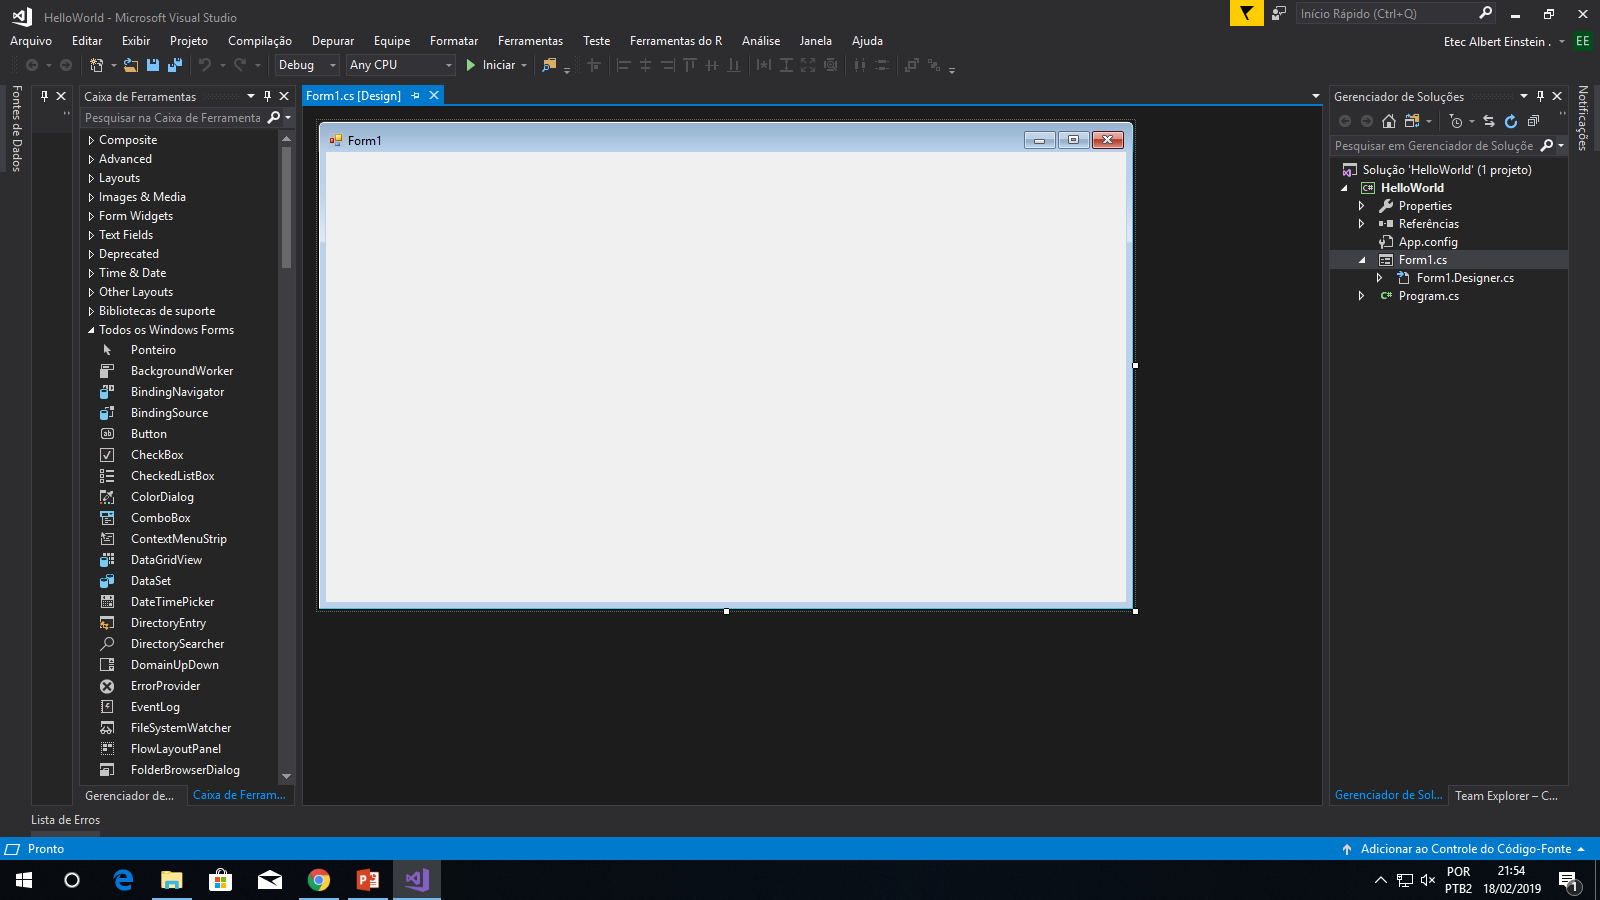 HelloWorld - Microsoft Visual Studio
Início Rápido (Ctrl+Q)
Arquivo Editar Exibir Projeto Compilação Depurar Equipe Formatar Ferramentas Teste Ferramentas do R Análise Janela Ajuda
Etec Albert Einstein . EE
Debug Any CPU Iniciar
Fontes de Dados
Caixa de Ferramentas
Pesquisar na Caixa de Ferramenta
Composite
Advanced
Layouts
Images & Media
Form Widgets
Text Fields
Deprecated
Time & Date
Other Layouts
Bibliotecas de suporte
Todos os Windows Forms
Ponteiro
BackgroundWorker
BindingNavigator
BindingSource
Button
CheckBox
CheckedListBox
ColorDialog
ComboBox
ContextMenuStrip
DataGridView
DataSet
DateTimePicker
DirectoryEntry
DirectorySearcher
DomainUpDown
ErrorProvider
EventLog
FileSystemWatcher
FlowLayoutPanel
FolderBrowserDialog
Gerenciador de... Caixa de Ferram...
Form1.cs [Design]
Form1
Gerenciador de Soluções
Pesquisar em Gerenciador de Soluçõe
Solução 'HelloWorld' (1 projeto)
HelloWorld
Properties
Referências
App.config
Form1.cs
Form1.Designer.cs
Program.cs
Gerenciador de Sol... Team Explorer – C...
Notificações
Lista de Erros
Pronto
Adicionar ao Controle do Código-Fonte
POR
PTB2
21:54
18/02/2019
1